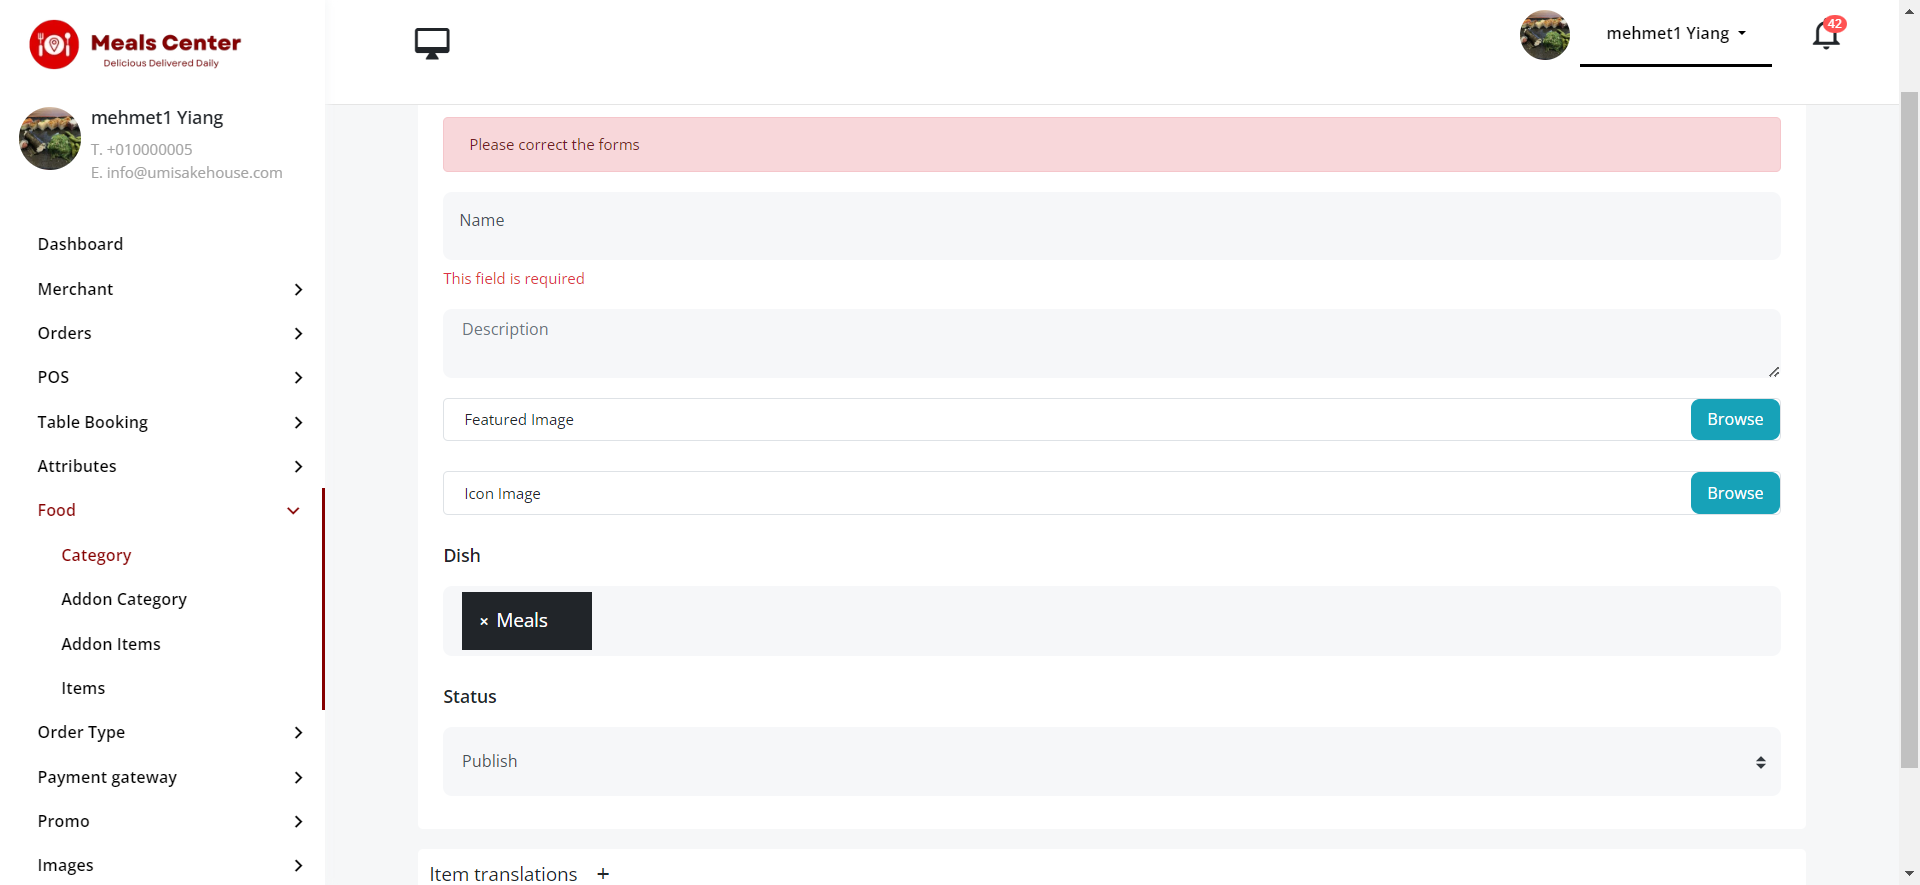 Meals Center
Delicious Delivered Daily
mehmet1 Yiang
T. +010000005
E. info@umisakehouse.com
Dashboard
Merchant
Orders
POS
Table Booking
Attributes
Food
Category
Addon Category
Addon Items
Items
Order Type
Payment gateway
Promo
Images
mehmet1 Yiang
42
Please correct the forms
Name
This field is required
Description
Featured Image
Browse
Icon Image
Browse
Dish
× Meals
Status
Publish
Item translations +